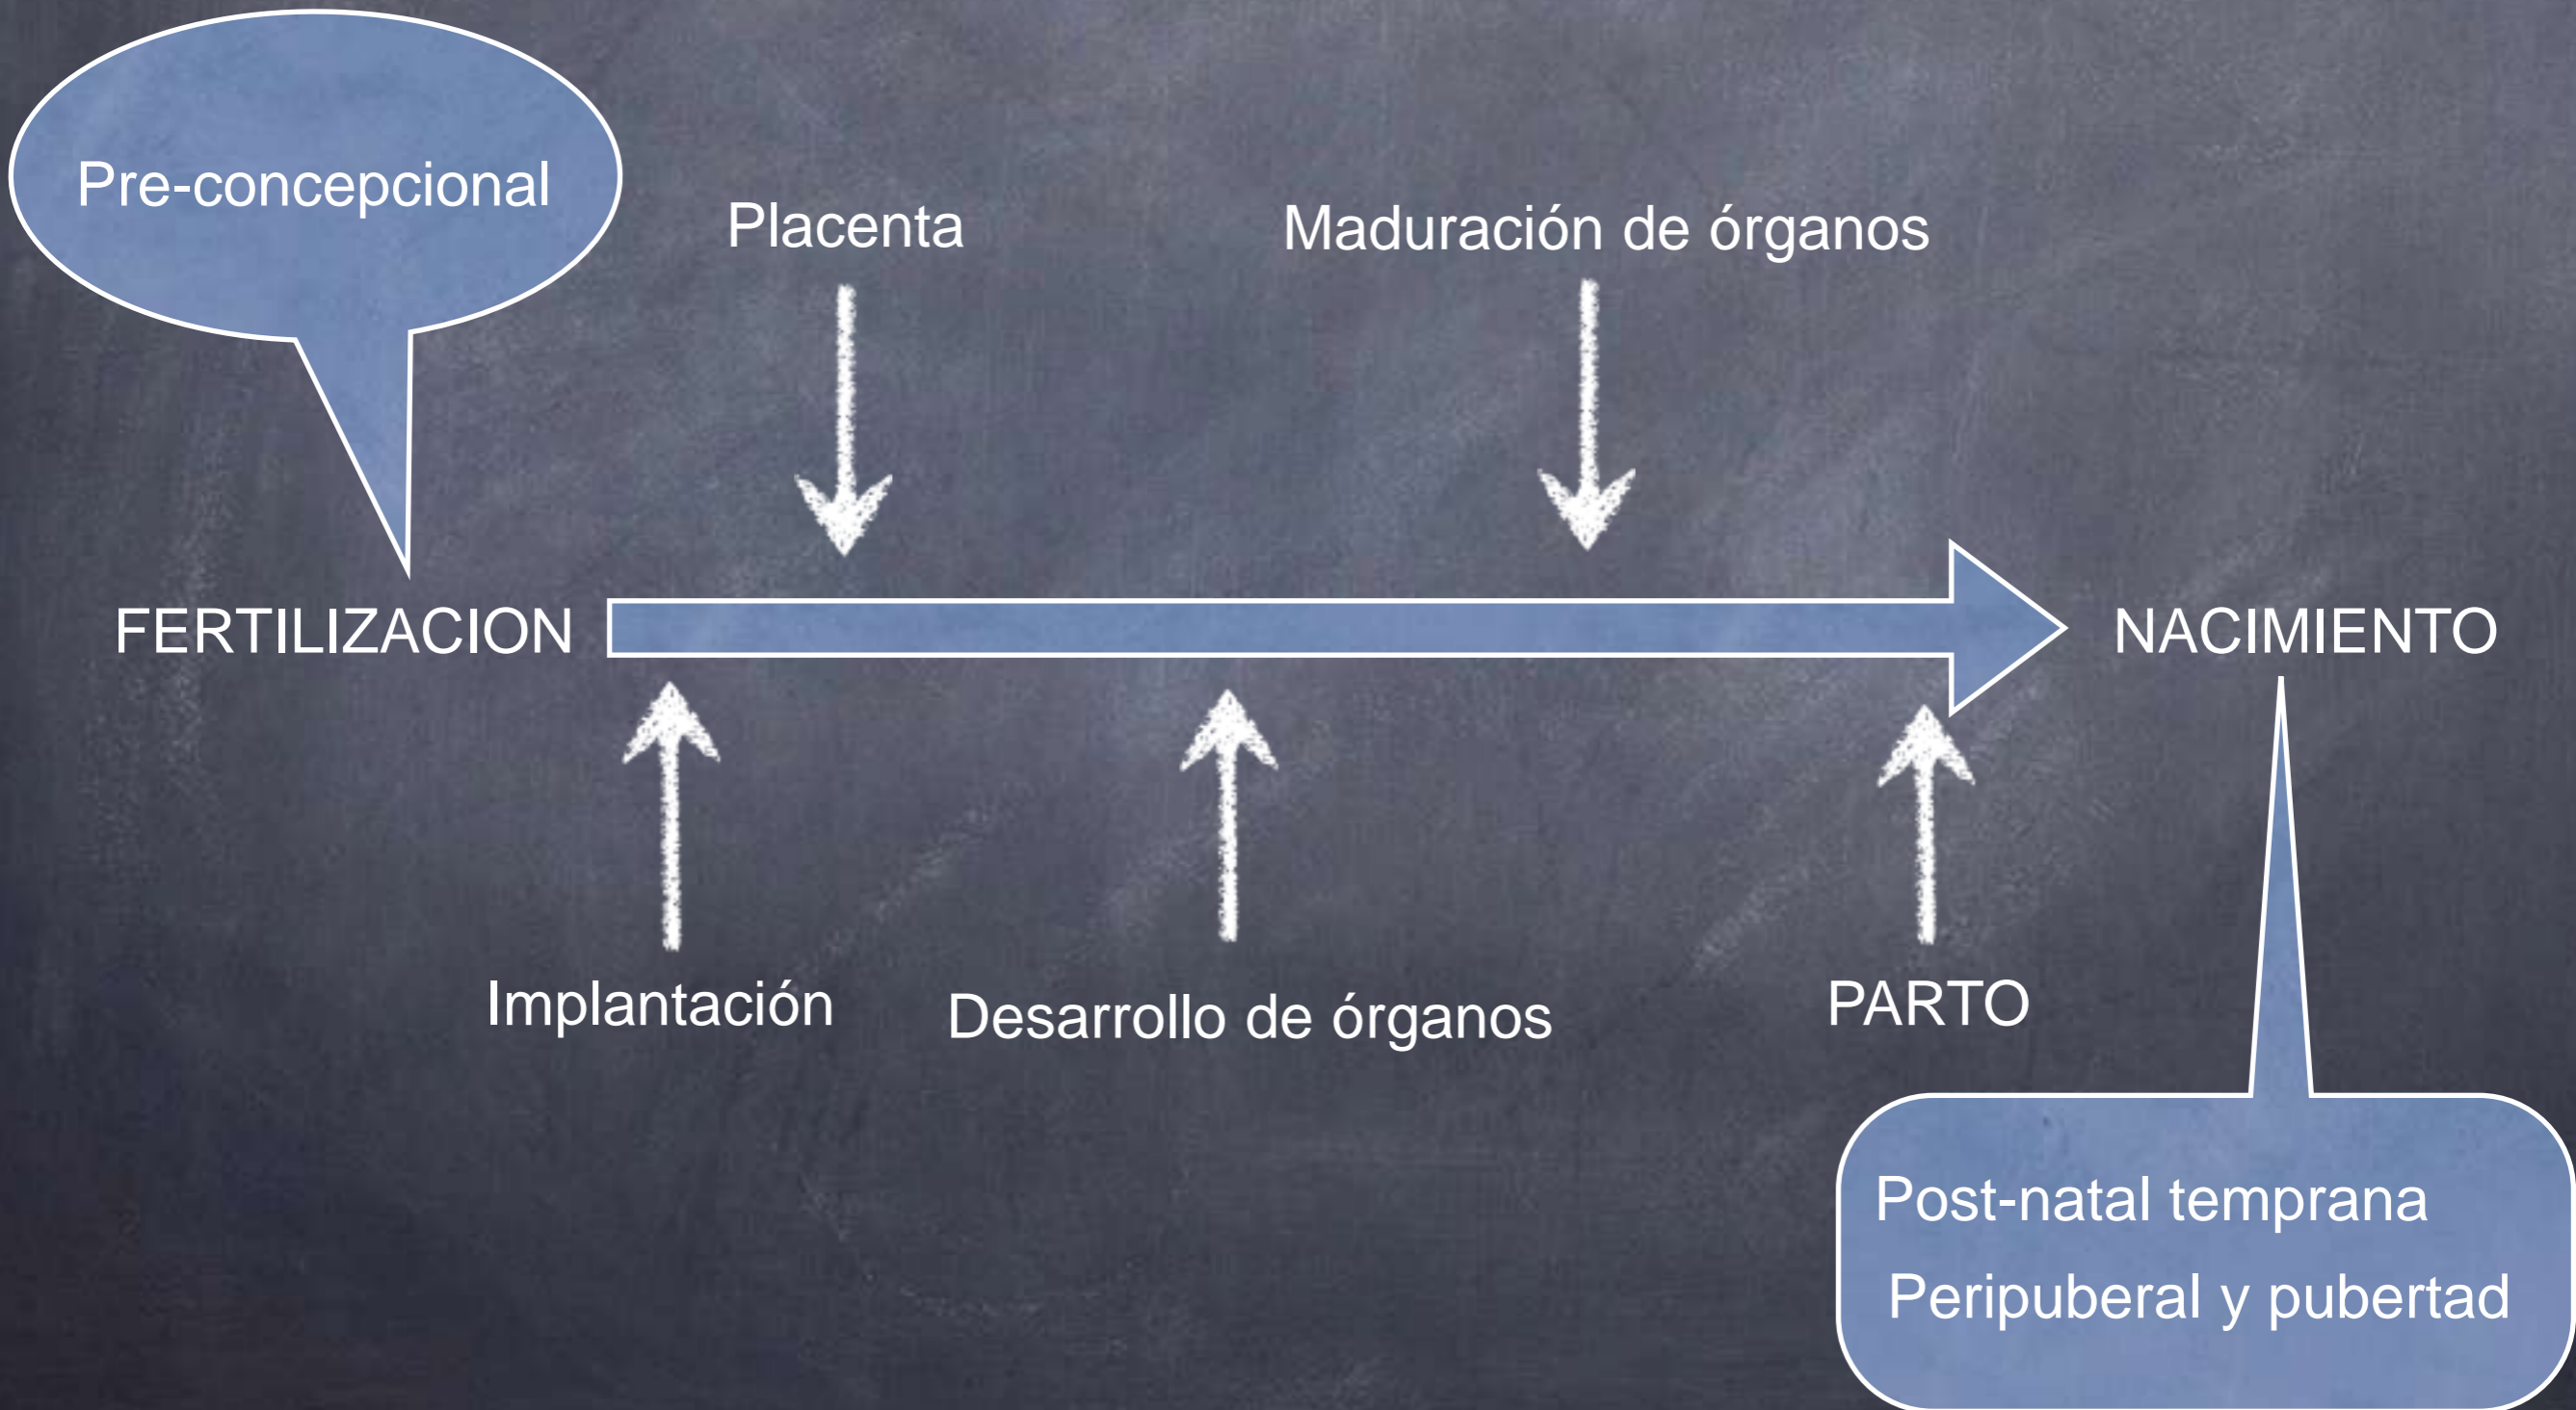 Pre-concepcional
Placenta
Maduración de órganos
FERTILIZACION
NACIMIENTO
Implantación
Desarrollo de órganos
PARTO
Post-natal temprana
Peripuberal y pubertad